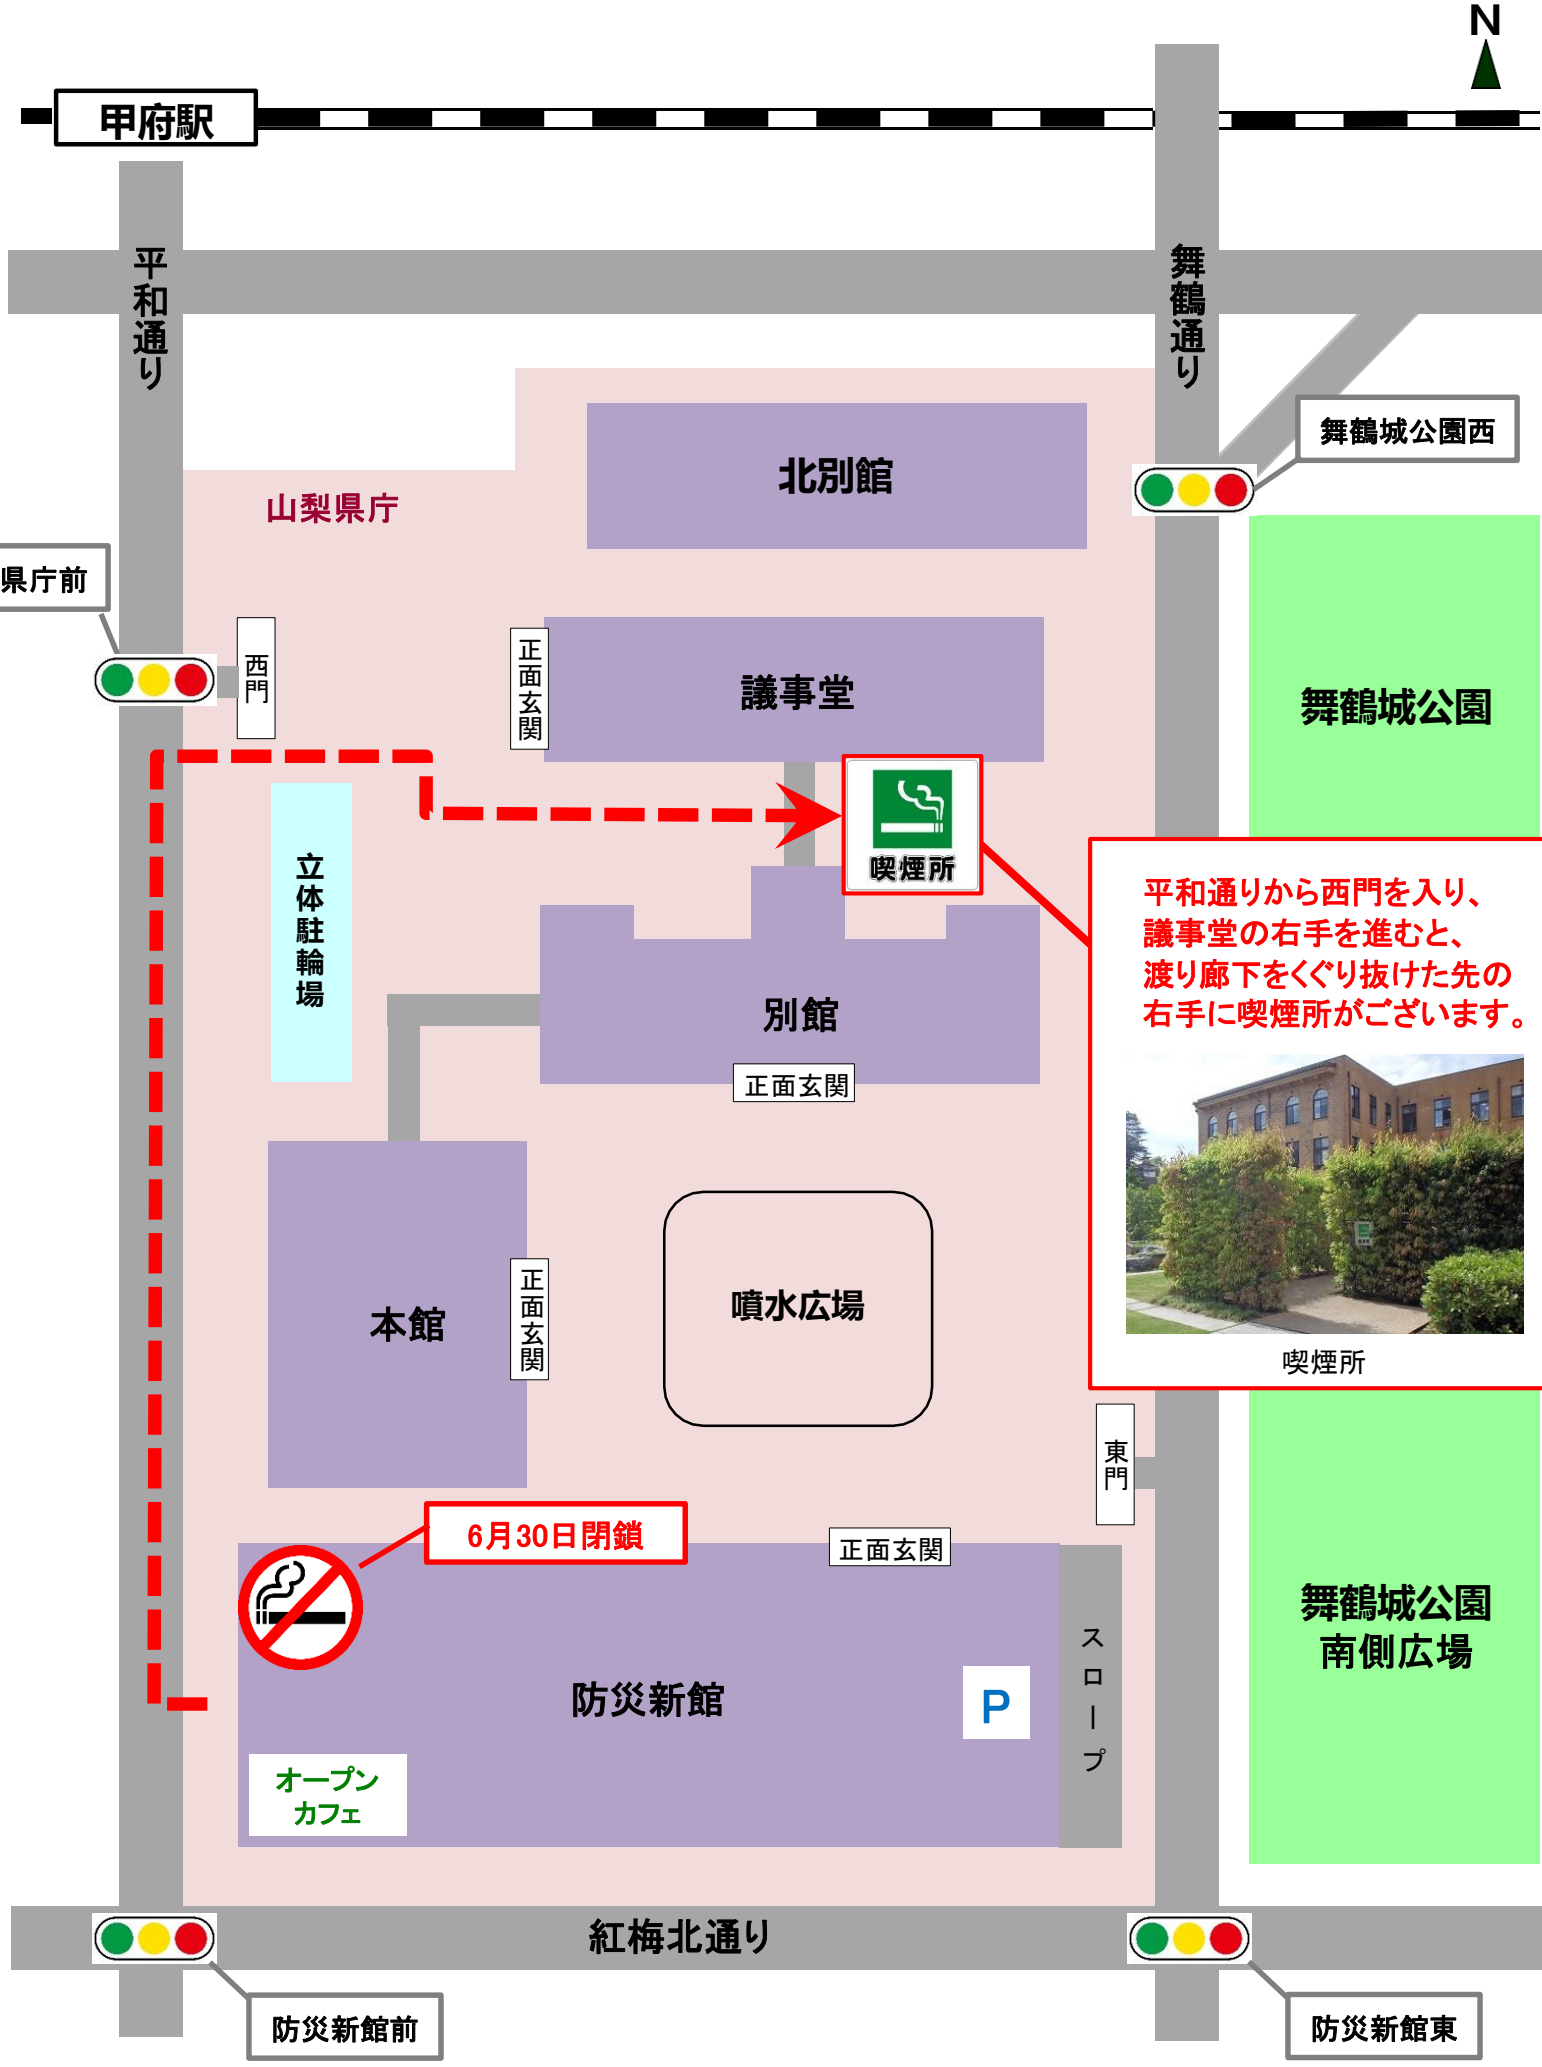 N
甲府駅
平和通り
舞鶴通り
舞鶴城公園西
北別館
山梨県庁
県庁前
西門
正面玄関
議事堂
舞鶴城公園
喫煙所
立体駐輪場
平和通りから西門を入り、
議事堂の右手を進むと、
渡り廊下をくぐり抜けた先の
右手に喫煙所がございます。
別館
正面玄関
本館
正面玄関
噴水広場
喫煙所
東門
6月30日閉鎖
正面玄関
スロープ
舞鶴城公園
南側広場
防災新館
P
オープン
カフェ
紅梅北通り
防災新館前
防災新館東